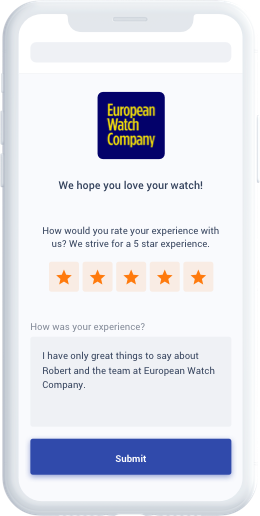 European
Watch
Company
We hope you love your watch!
How would you rate your experience with
us? We strive for a 5 star experience.
How was your experience?
I have only great things to say about
Robert and the team at European Watch
Company.
Submit